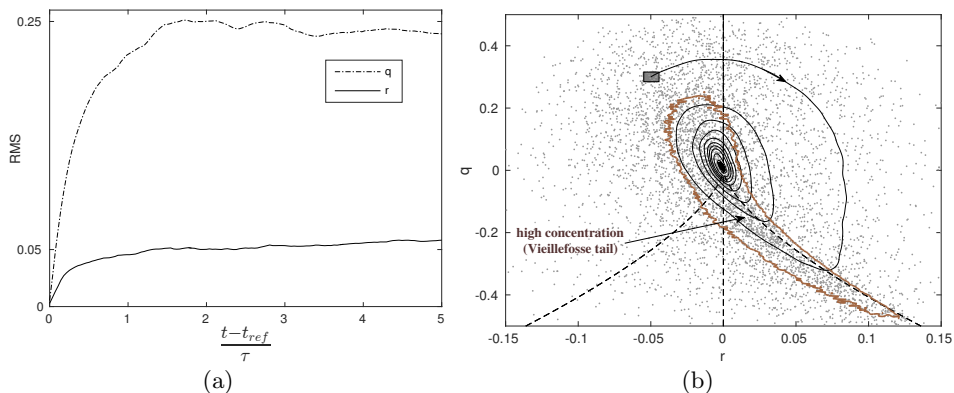 0.25
0.05
0
RMS
q
r
0 1 2 3 4 5
t−t_ref
τ
(a)
0.4
0.2
0
-0.2
-0.4
q
high concentration
(Vieillefosse tail)
-0.15 -0.1 -0.05 0 0.05 0.1 0.15
r
(b)